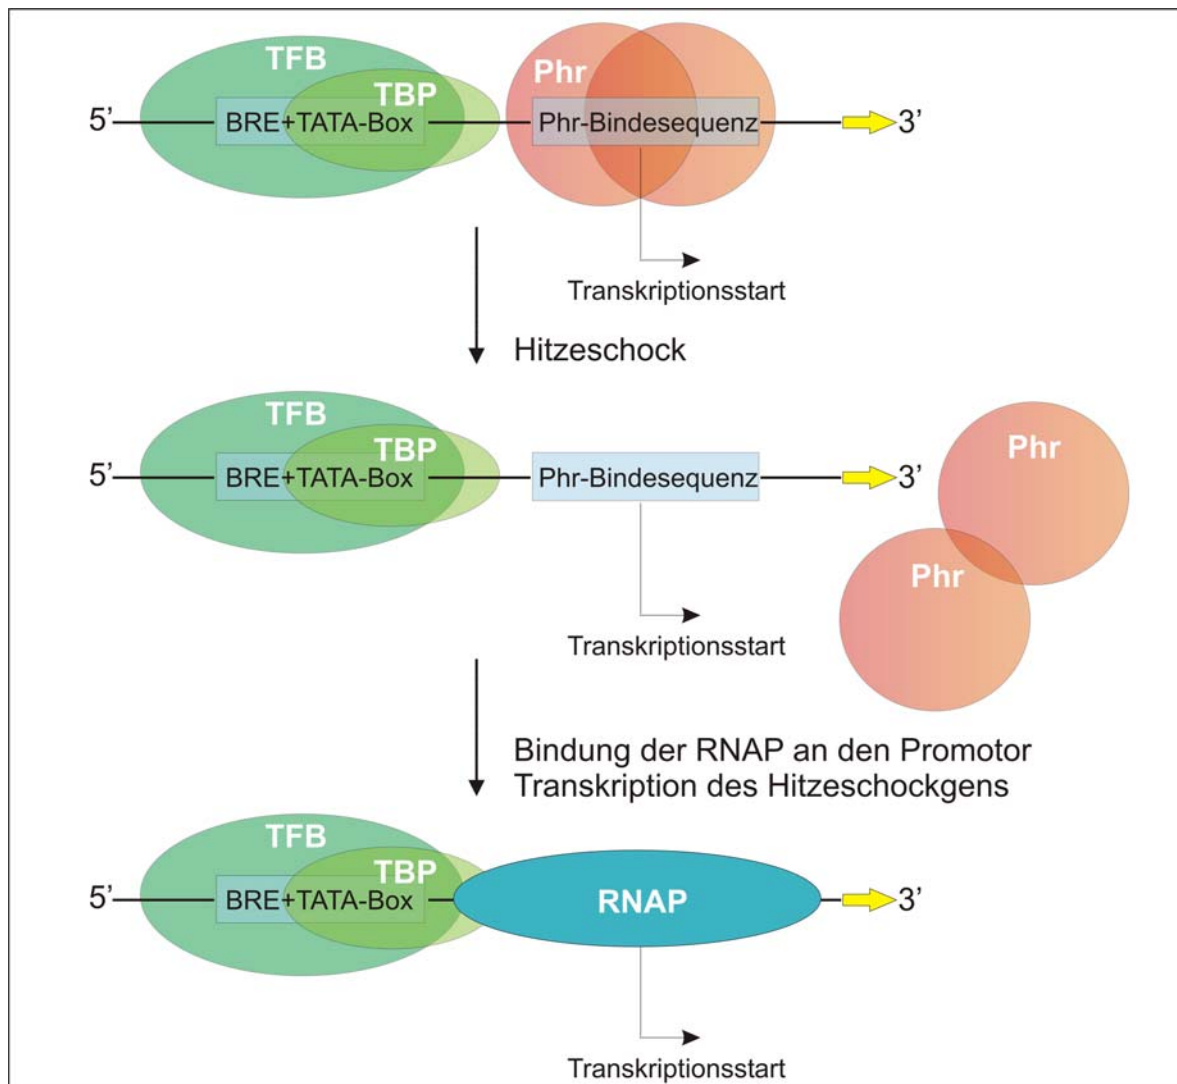 TFB
Phr
TBP
5’ BRE+TATA-Box Phr-Bindesequenz 3’
Transkriptionsstart
Hitzeschock
TFB
Phr
TBP
5’ BRE+TATA-Box Phr-Bindesequenz 3’
Phr
Transkriptionsstart
Bindung der RNAP an den Promotor
Transkription des Hitzeschockgens
TFB
TBP
5’ BRE+TATA-Box RNAP 3’
Transkriptionsstart